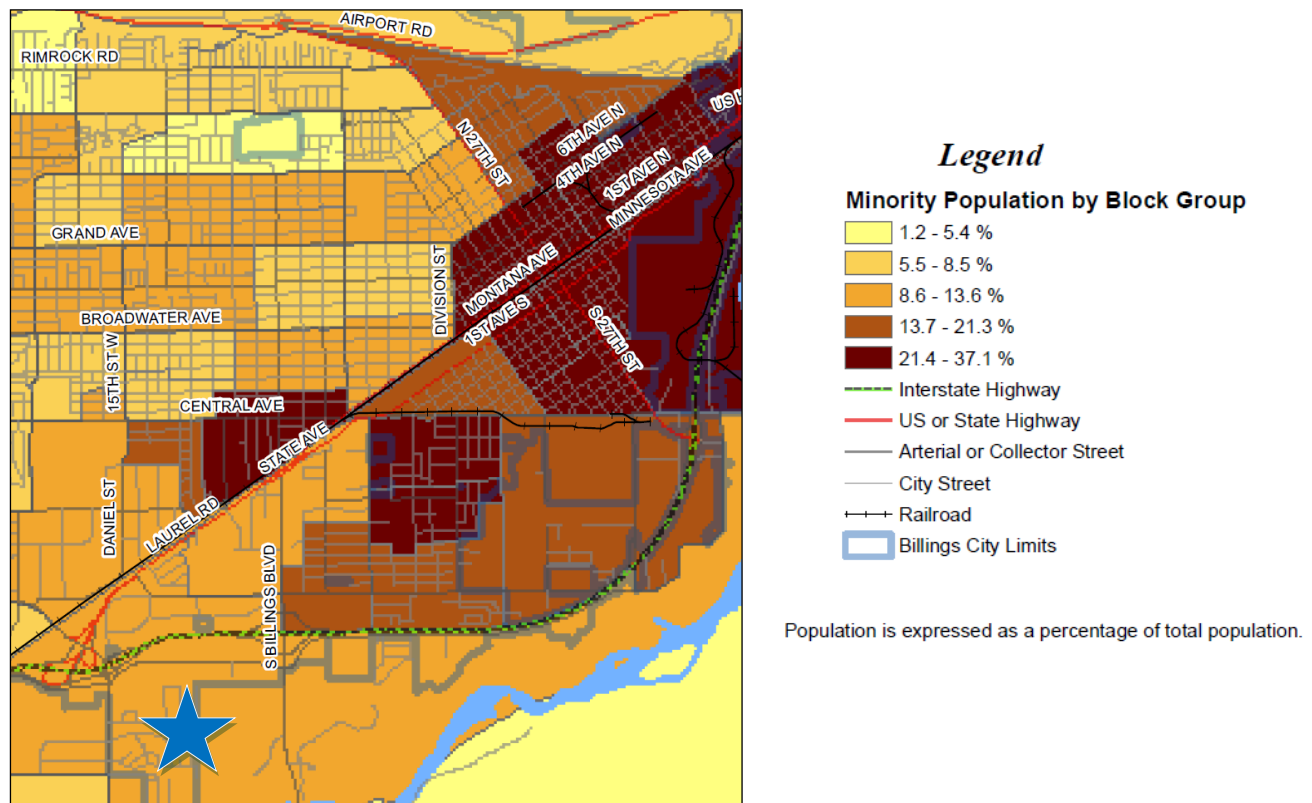 AIRPORT RD
RIMROCK RD
N 27TH ST
6TH AVE N
4TH AVE N
1ST AVE N
MINNESOTA AVE
US H
GRAND AVE
DIVISION ST
MONTANA AVE
1ST AVE S
S 27TH ST
BROADWATER AVE
15TH ST W
CENTRAL AVE
STATE AVE
DANIEL ST
LAUREL RD
S BILLINGS BLVD
Legend
Minority Population by Block Group
1.2 - 5.4 %
5.5 - 8.5 %
8.6 - 13.6 %
13.7 - 21.3 %
21.4 - 37.1 %
Interstate Highway
US or State Highway
Arterial or Collector Street
City Street
Railroad
Billings City Limits
Population is expressed as a percentage of total population.